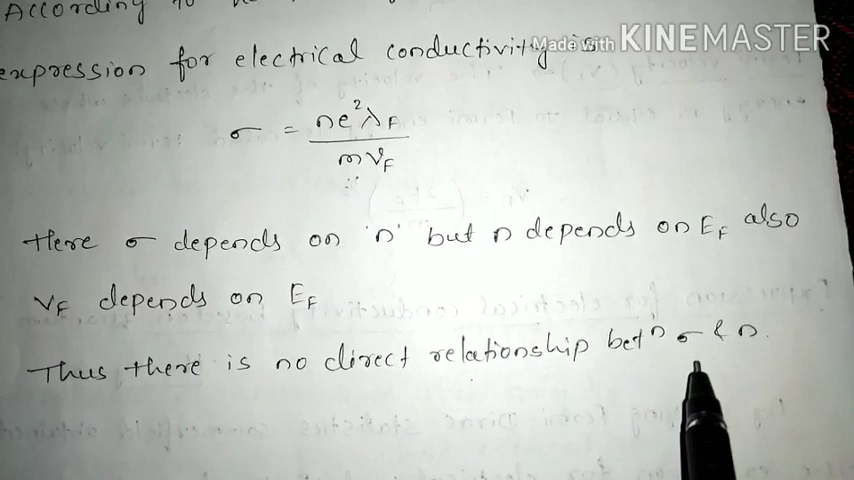 According to
expression for electrical conductivity is
Made with KINEMASTER
σ = ne²λF / mVF
Here σ depends on 'n' but n depends on EF also
VF depends on EF
Thus there is no direct relationship betn σ & n.